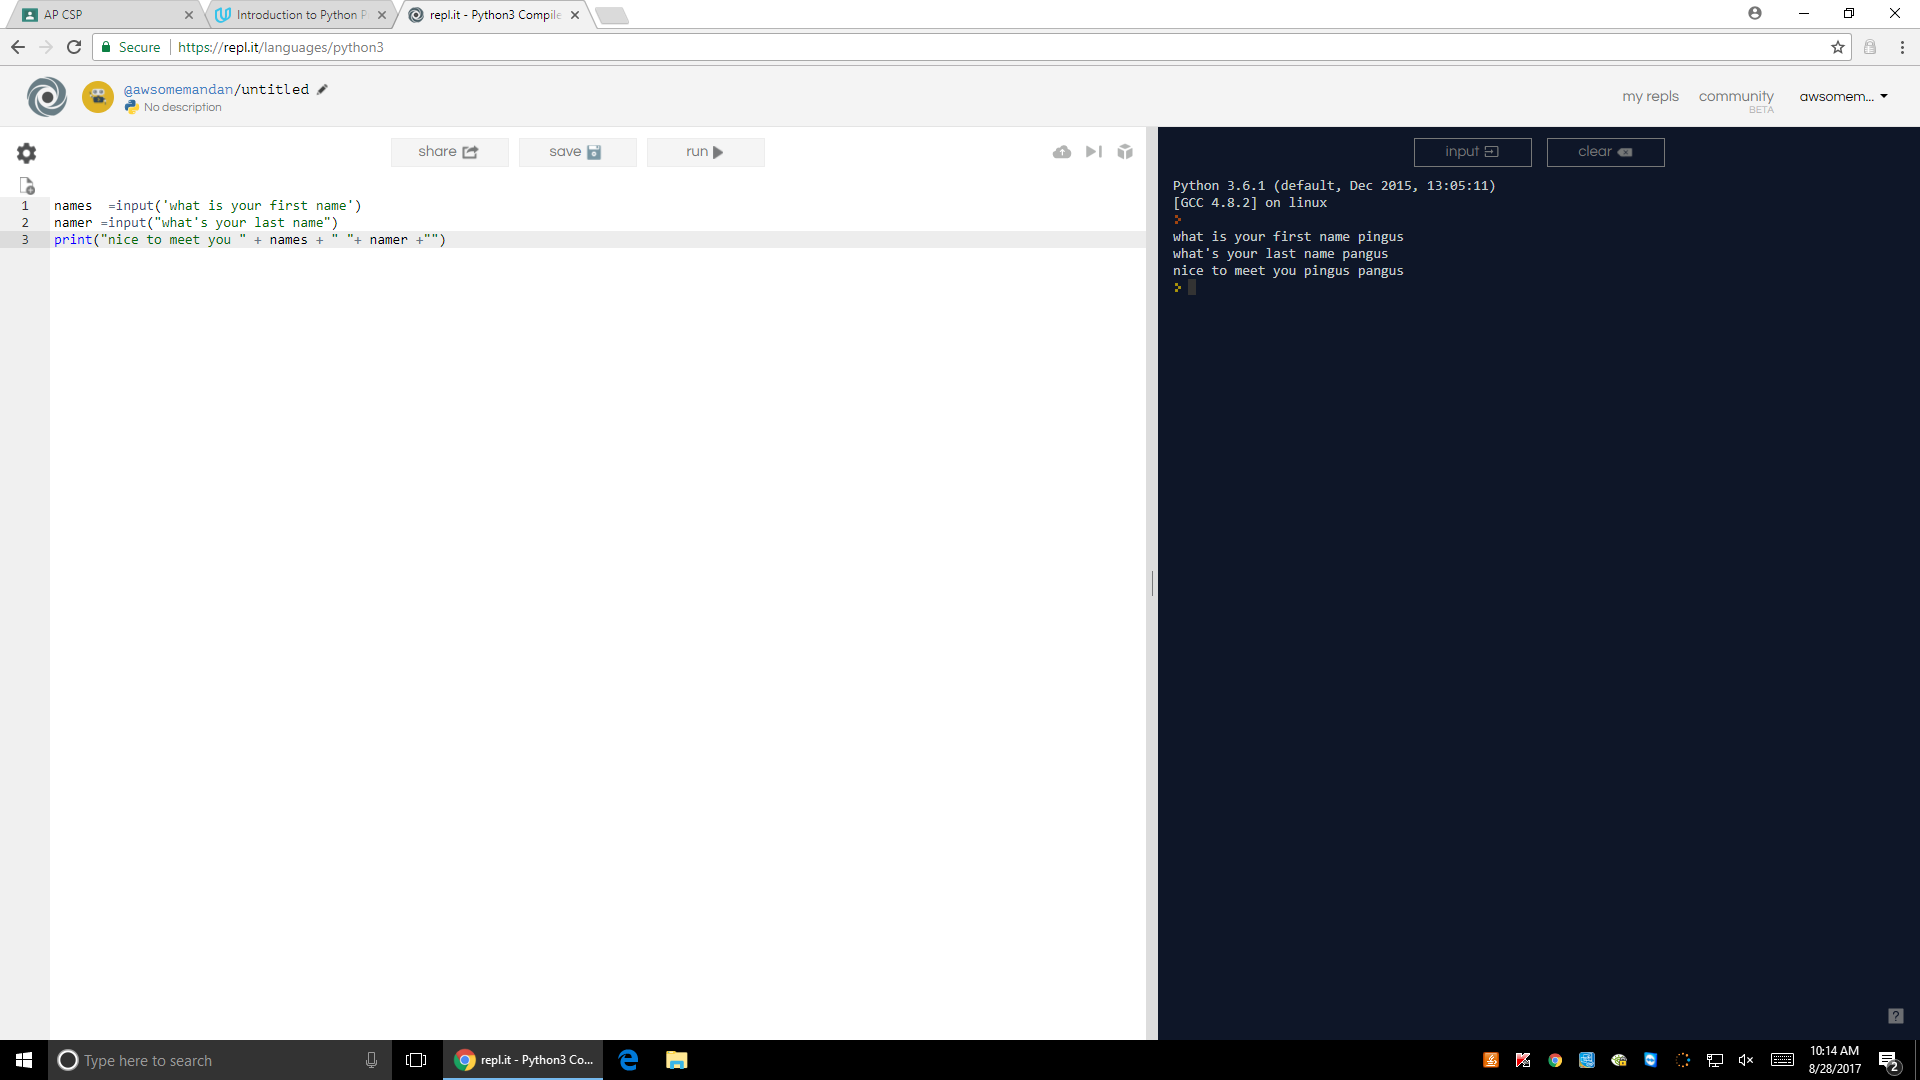 AP CSP
Introduction to Python P
repl.it - Python3 Compile
Secure
https://repl.it/languages/python3
@awsomemandan/untitled
No description
my repls
community
BETA
awsomem...
share
save
run
input
clear
1 names  =input('what is your first name')
2 namer =input("what's your last name")
3 print("nice to meet you " + names + " "+ namer +"")
Python 3.6.1 (default, Dec 2015, 13:05:11)
[GCC 4.8.2] on linux
what is your first name pingus
what's your last name pangus
nice to meet you pingus pangus
?
Type here to search
repl.it - Python3 Co...
10:14 AM
8/28/2017
2